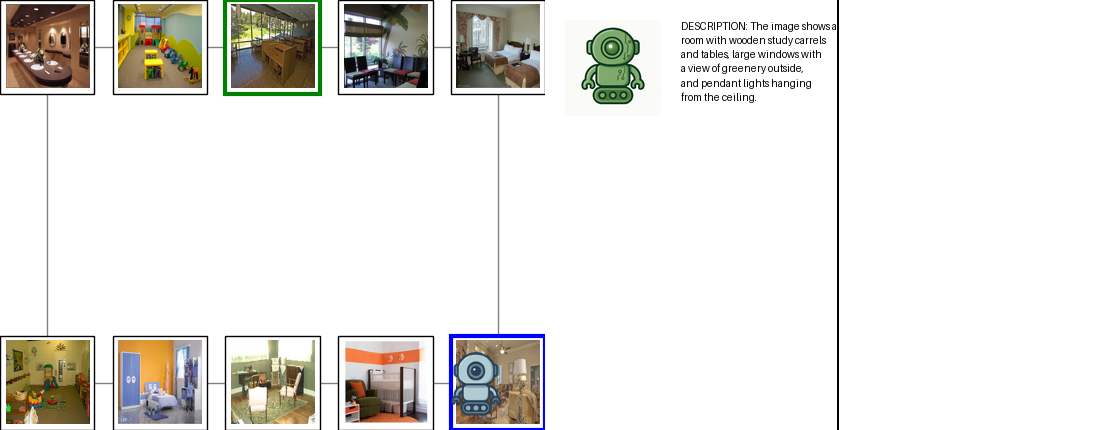 DESCRIPTION: The image shows a
room with wooden study carrels
and tables, large windows with
a view of greenery outside,
and pendant lights hanging
from the ceiling.